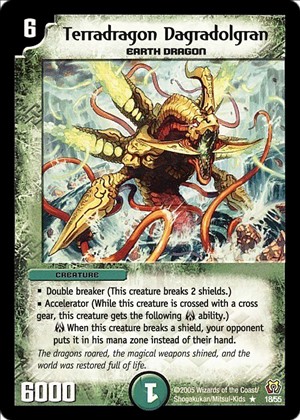 6 Terradragon Dagradolgran
EARTH DRAGON
CREATURE
▪ Double breaker (This creature breaks 2 shields.)
▪ Accelerator (While this creature is crossed with a cross
gear, this creature gets the following ability.)
When this creature breaks a shield, your opponent
puts it in his mana zone instead of their hand.
The dragons roared, the magical weapons shined, and the
world was restored full of life.
6000
1
©2005 Wizards of the Coast/
Shogakukan/Mitsui-Kids ★ 18/55